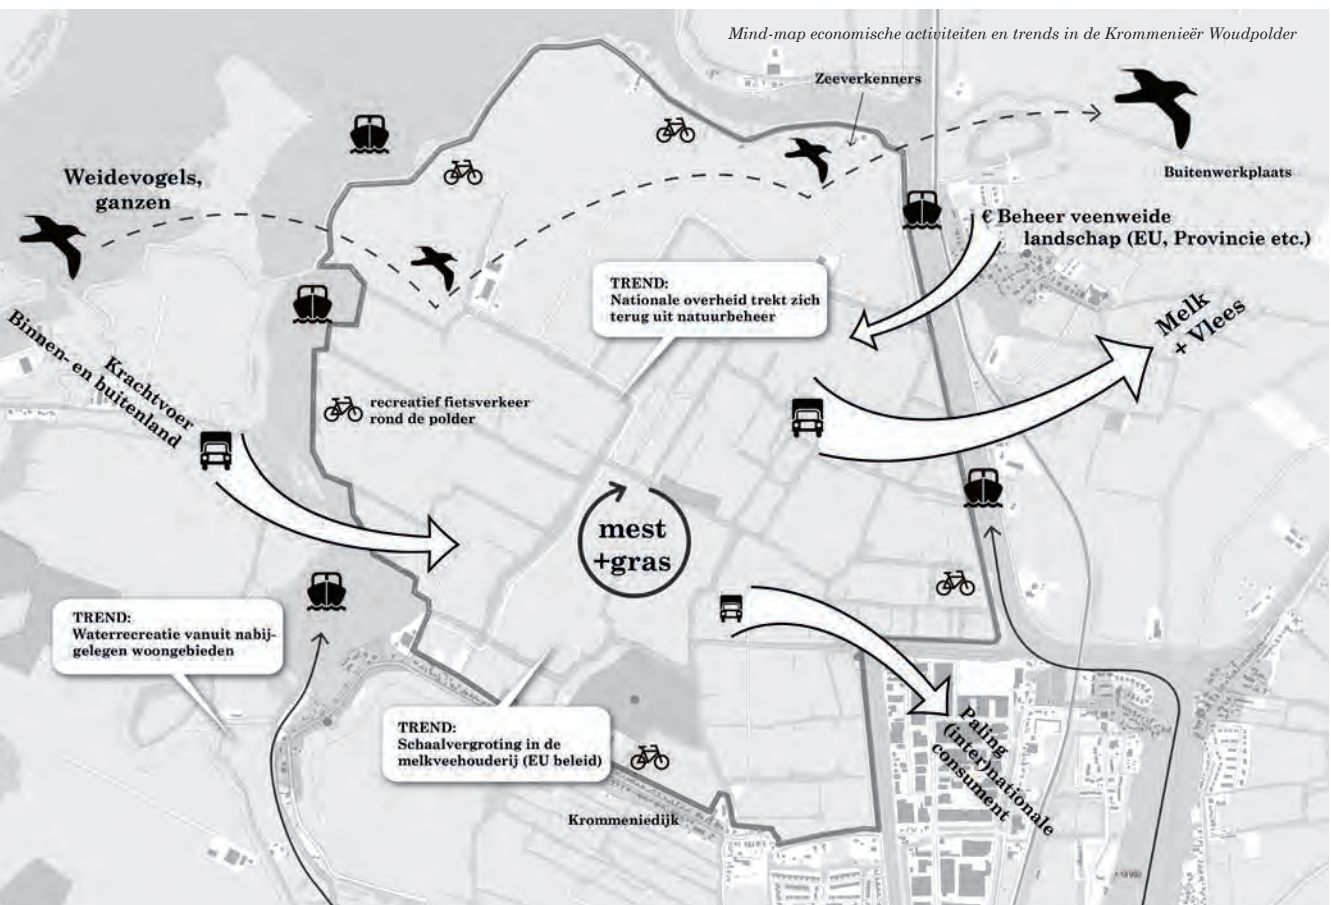 Mind-map economische activiteiten en trends in de Krommenieër Woudpolder
Zeeverkenners
Buitenwerkplaats
Weidevogels,
ganzen
€ Beheer veenweide
landschap (EU, Provincie etc.)
TREND:
Nationale overheid trekt zich
terug uit natuurbeheer
Melk
+ Vlees
Krachtvoer
Binnen- en buitenland
recreatief fietsverkeer
rond de polder
mest
+gras
TREND:
Waterrecreatie vanuit nabij-
gelegen woongebieden
TREND:
Schaalvergroting in de
melkveehouderij (EU beleid)
Paling
(inter)nationale
consument
Krommeniedijk